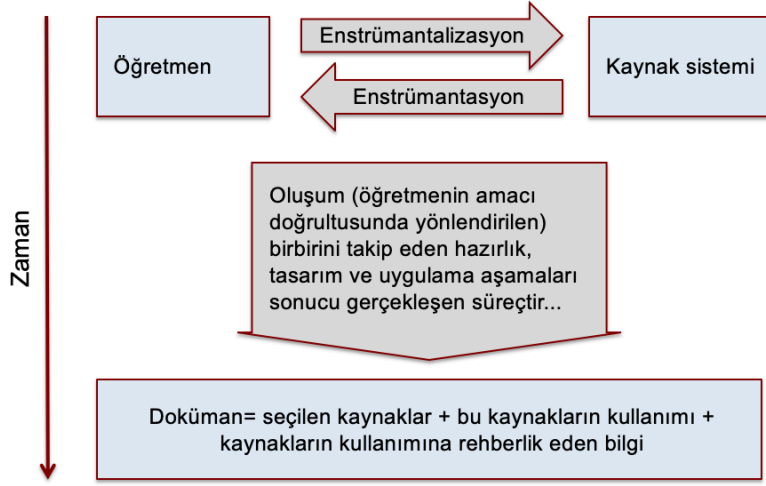 Enstrümantalizasyon
Öğretmen
Kaynak sistemi
Enstrümantasyon
Oluşum (öğretmenin amacı
doğrultusunda yönlendirilen)
birbirini takip eden hazırlık,
tasarım ve uygulama aşamaları
sonucu gerçekleşen süreçtir...
Zaman
Doküman= seçilen kaynaklar + bu kaynakların kullanımı +
kaynakların kullanımına rehberlik eden bilgi